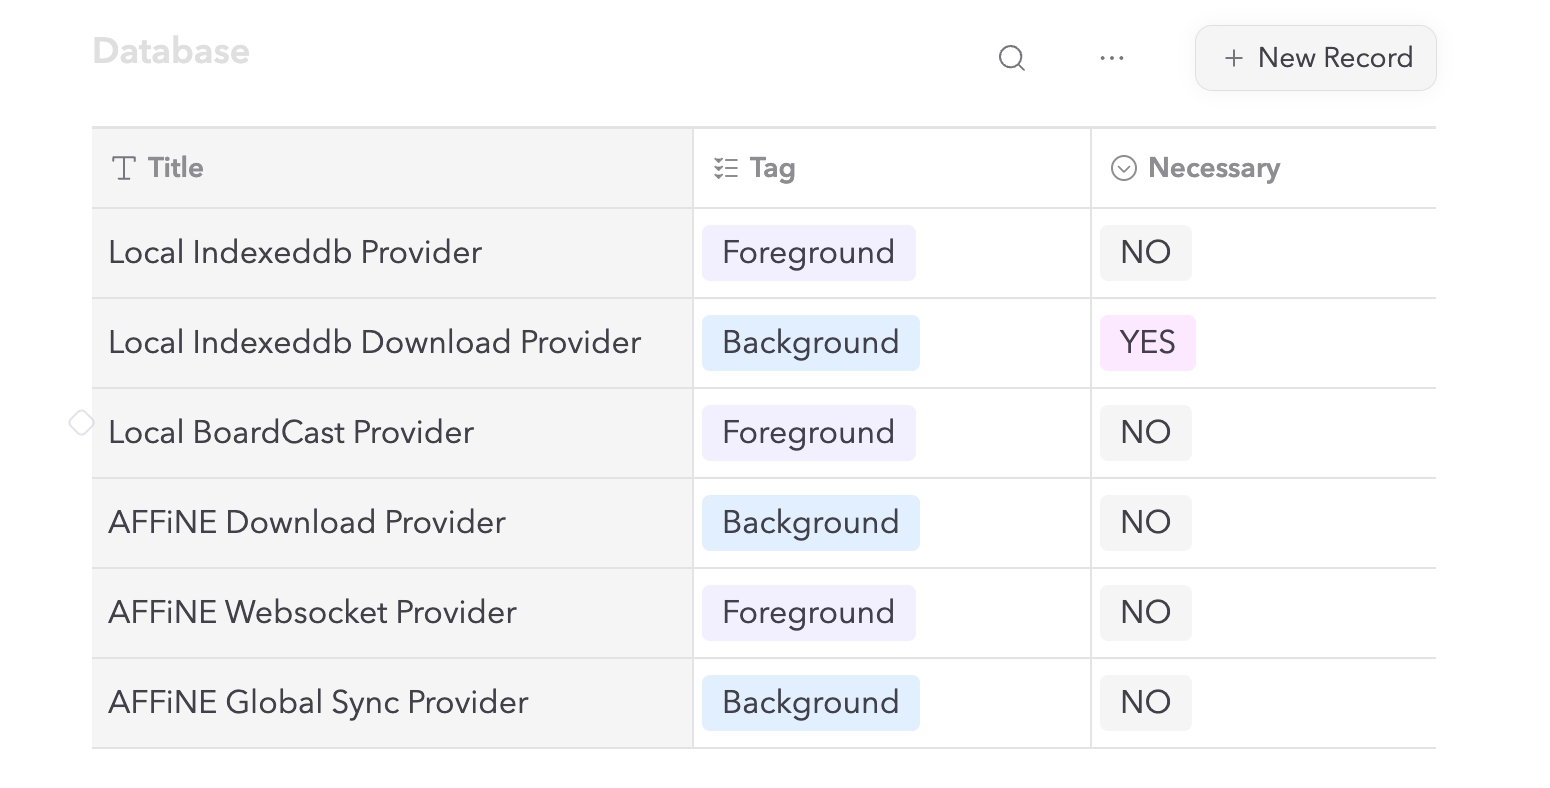 Database
+ New Record
Title Tag Necessary
Local Indexeddb Provider Foreground NO
Local Indexeddb Download Provider Background YES
Local BoardCast Provider Foreground NO
AFFiNE Download Provider Background NO
AFFiNE Websocket Provider Foreground NO
AFFiNE Global Sync Provider Background NO